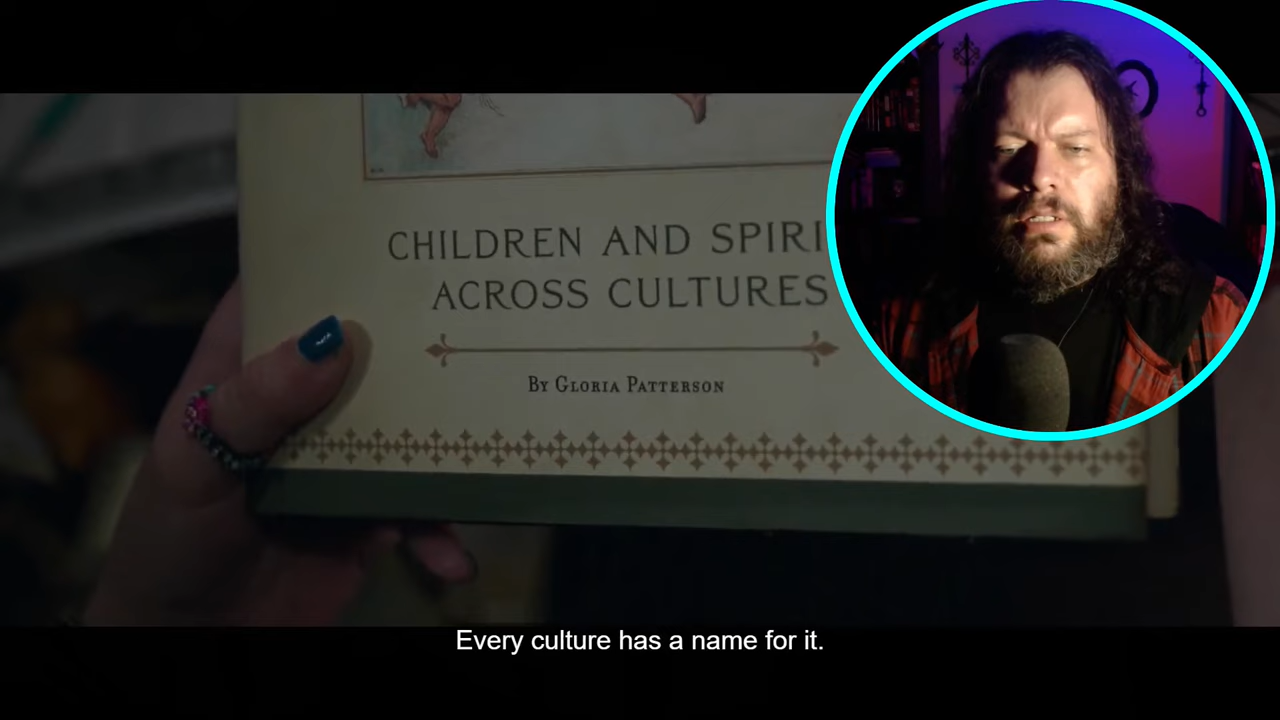 CHILDREN AND SPIRI
ACROSS CULTURES
BY GLORIA PATTERSON
Every culture has a name for it.